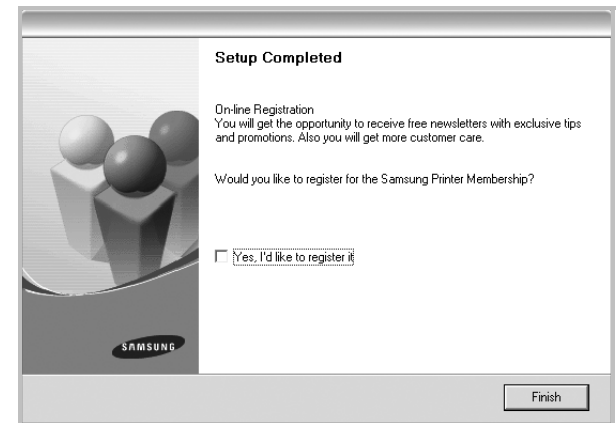 Setup Completed
On-line Registration
You will get the opportunity to receive free newsletters with exclusive tips
and promotions. Also you will get more customer care.
Would you like to register for the Samsung Printer Membership?
Yes, I'd like to register it
SAMSUNG
Finish